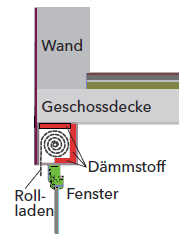 Wand
Geschossdecke
Dämmstoff
Roll-
laden
Fenster